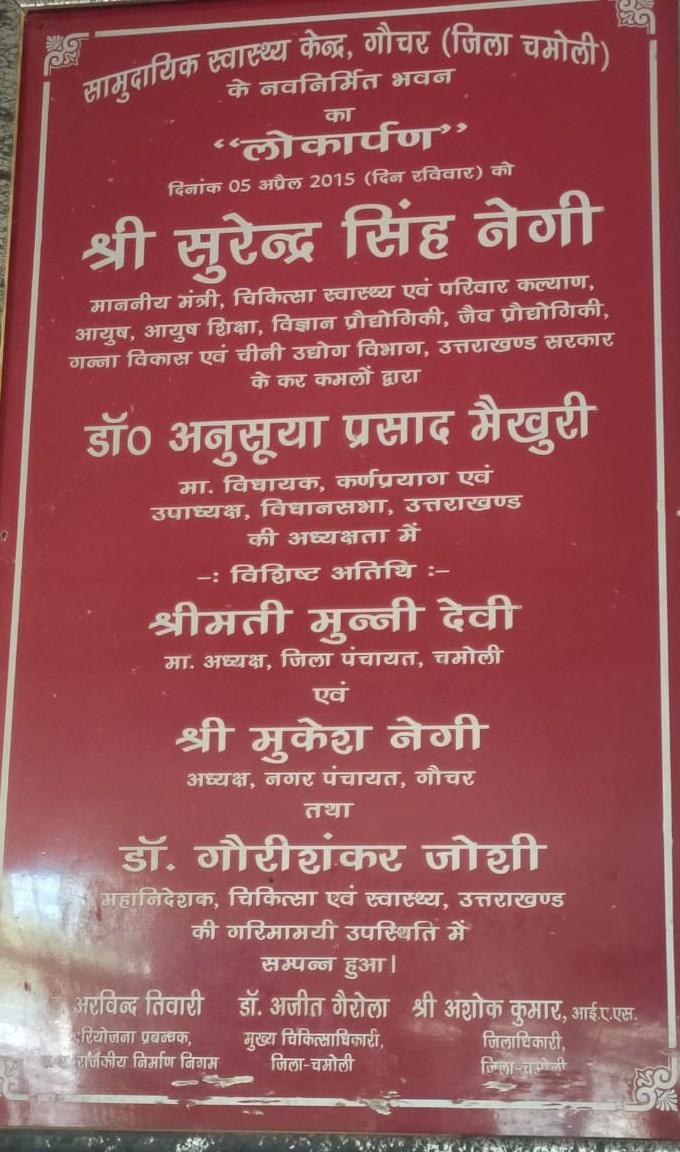 सामुदायिक स्वास्थ्य केन्द्र, गौचर (जिला चमोली)
के नवनिर्मित भवन
का
“लोकार्पण”
दिनांक 05 अप्रैल 2015 (दिन रविवार) को
श्री सुरेन्द्र सिंह नेगी
माननीय मंत्री, चिकित्सा स्वास्थ्य एवं परिवार कल्याण,
आयुष, आयुष शिक्षा, विज्ञान प्रौद्योगिकी, जैव प्रौद्योगिकी,
गन्ना विकास एवं चीनी उद्योग विभाग, उत्तराखण्ड सरकार
के कर कमलों द्वारा
डॉ0 अनुसूया प्रसाद मैखुरी
मा. विधायक, कर्णप्रयाग एवं
उपाध्यक्ष, विधानसभा, उत्तराखण्ड
की अध्यक्षता में
-: विशिष्ट अतिथि :-
श्रीमती मुन्नी देवी
मा. अध्यक्ष, जिला पंचायत, चमोली
एवं
श्री मुकेश नेगी
अध्यक्ष, नगर पंचायत, गौचर
तथा
डॉ. गौरीशंकर जोशी
महानिदेशक, चिकित्सा एवं स्वास्थ्य, उत्तराखण्ड
की गरिमामयी उपस्थिति में
सम्पन्न हुआ।
अरविन्द तिवारी डॉ. अजीत गैरोला श्री अशोक कुमार, आई.ए.एस.
प्रबन्धक, मुख्य चिकित्साधिकारी, जिलाधिकारी,
राजकीय निर्माण निगम जिला-चमोली जिला-चमोली